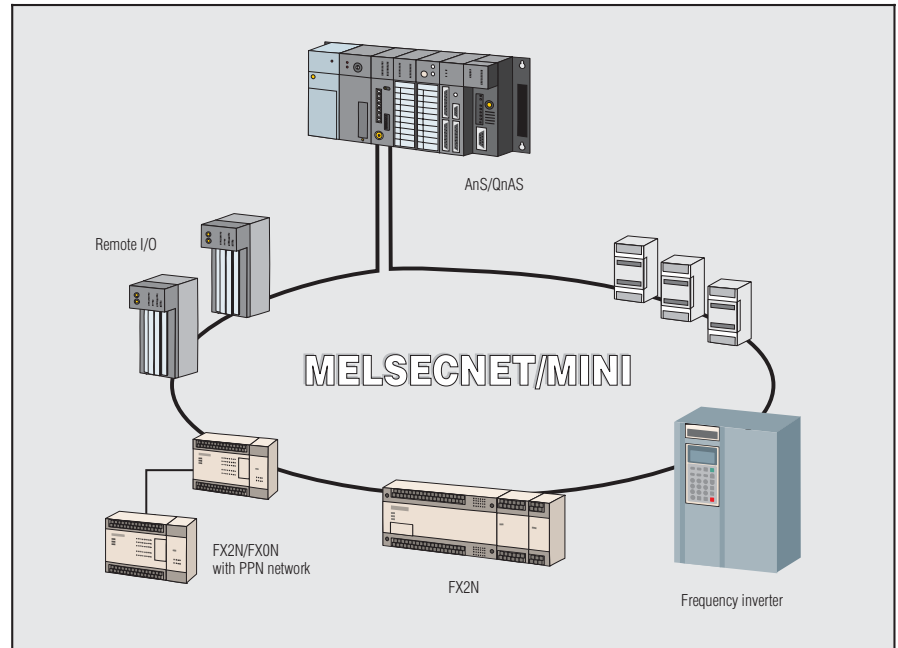 AnS/QnAS
Remote I/O
MELSECNET/MINI
FX2N/FX0N
with PPN network
FX2N
Frequency inverter